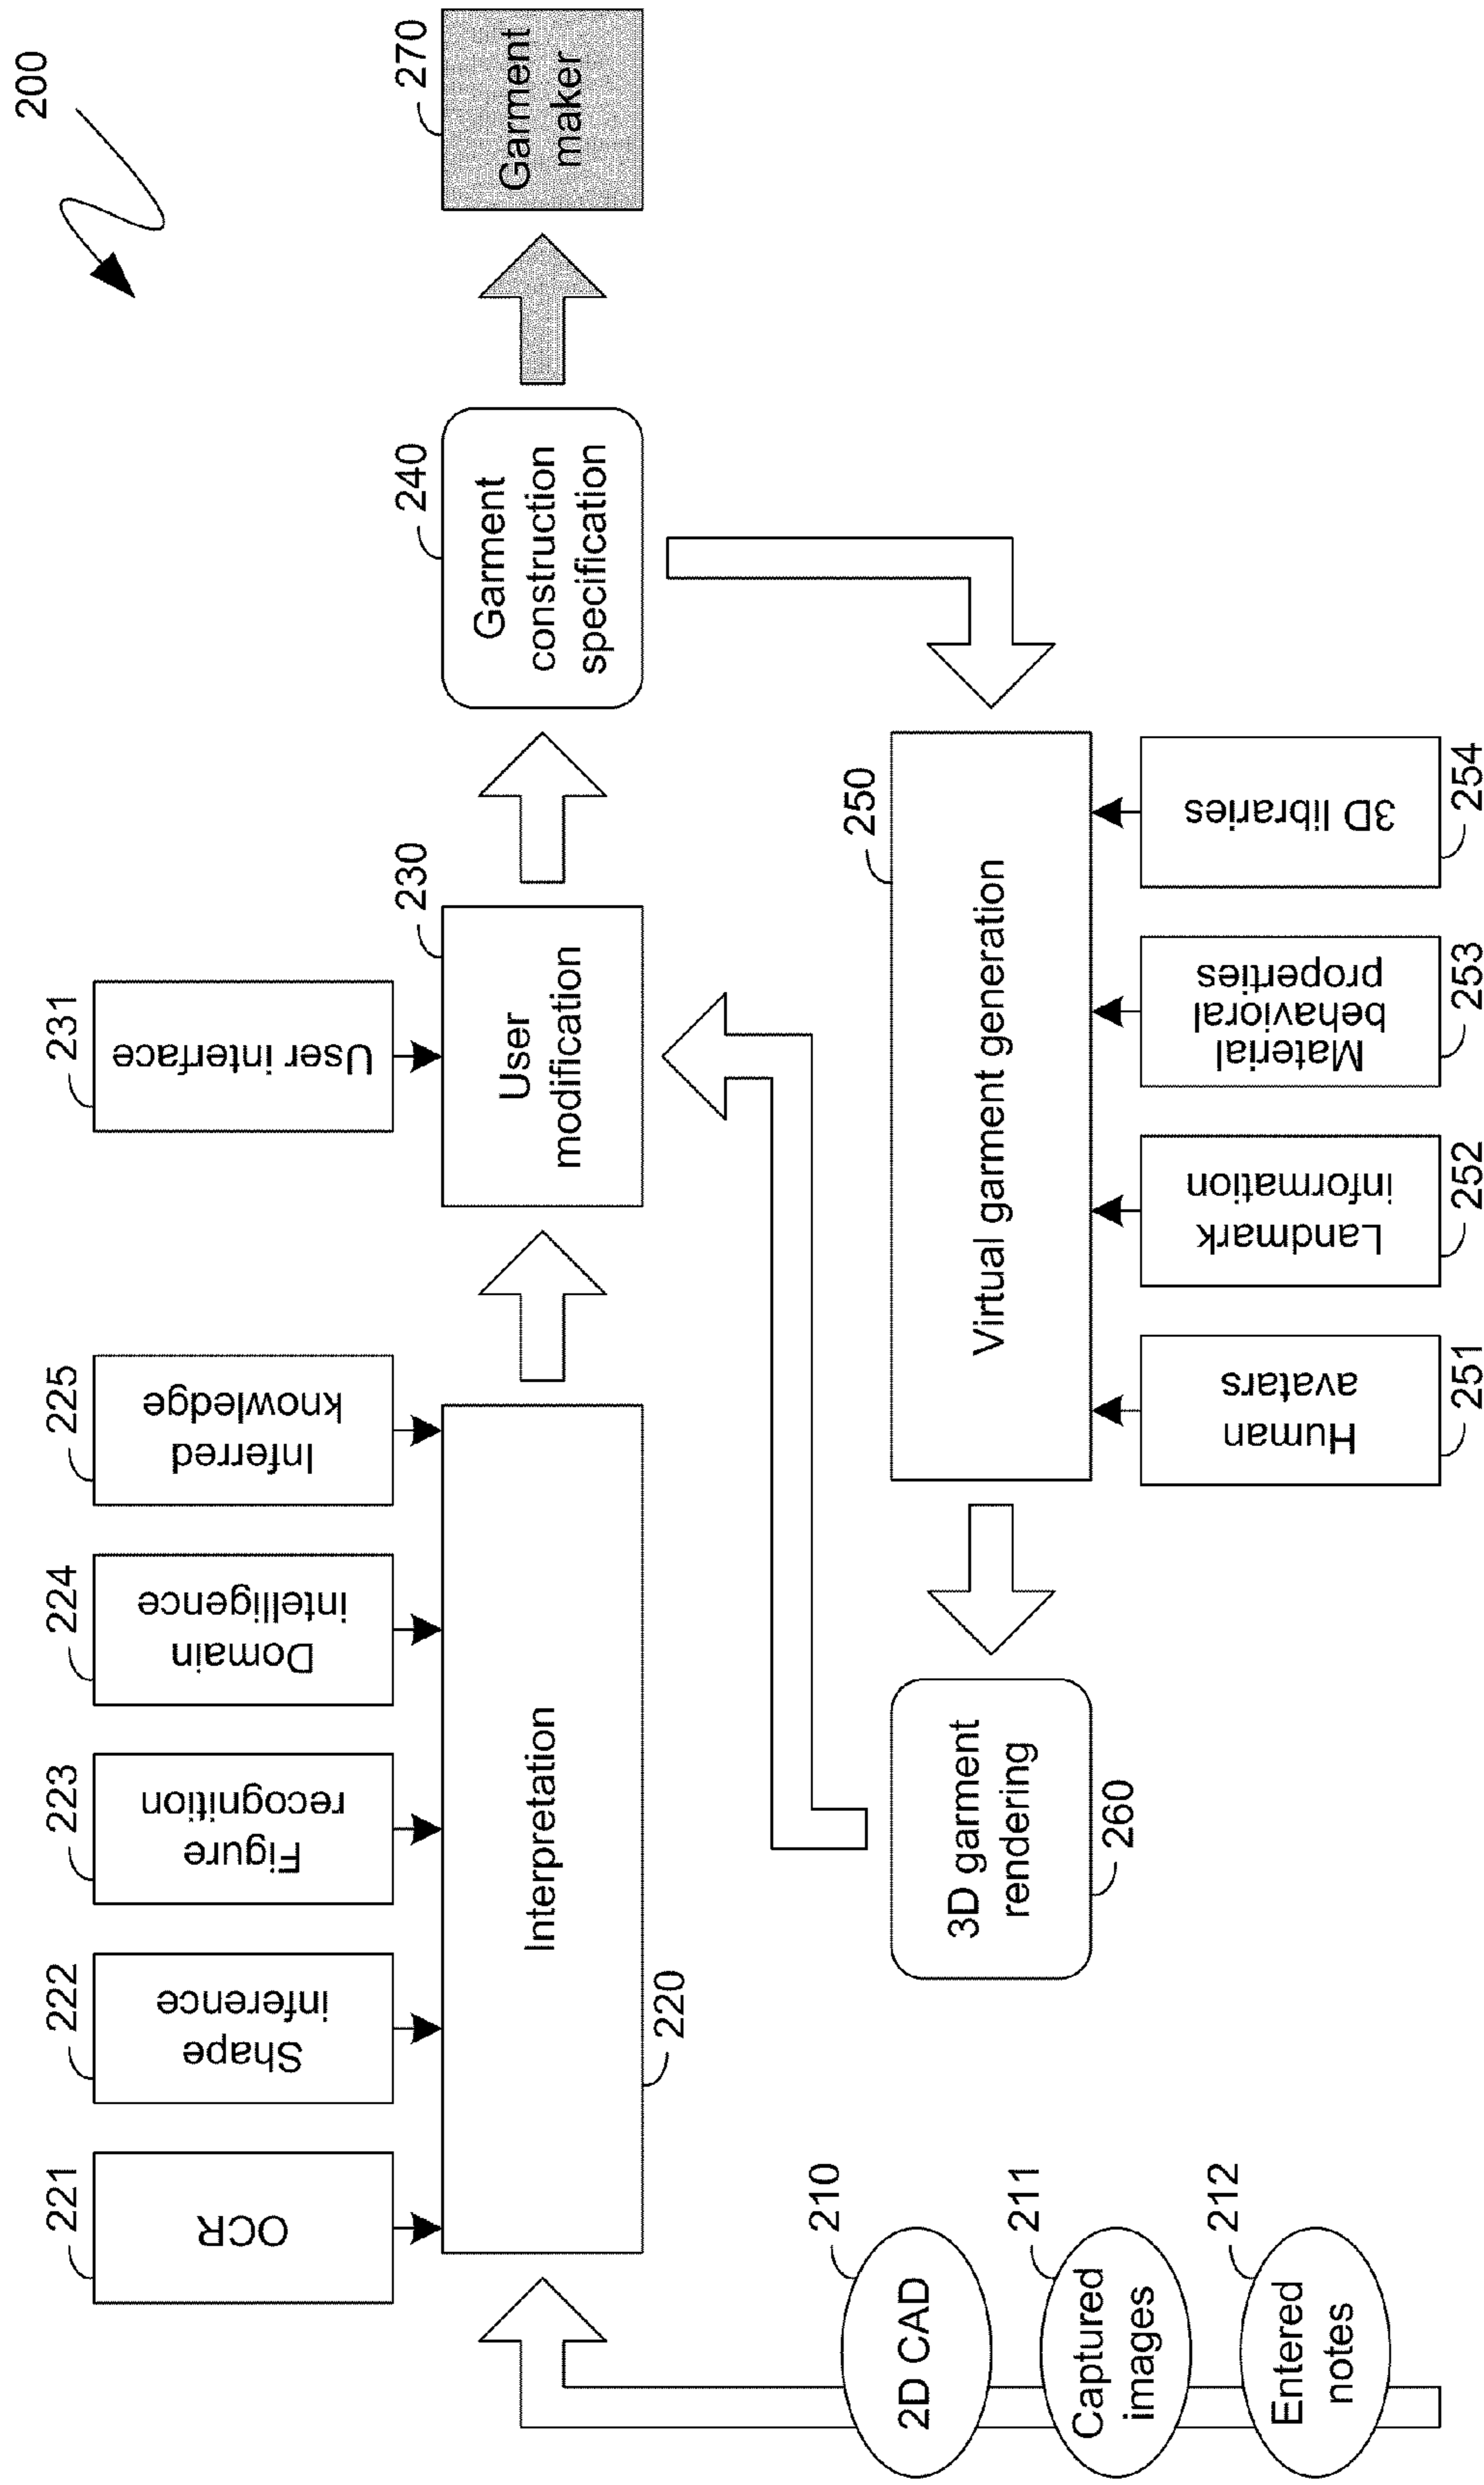 200
221
222
223
224
225
231
OCR
Shape
inference
Figure
recognition
Domain
intelligence
Inferred
knowledge
User interface
230
240
270
Interpretation
220
User
modification
Garment
construction
specification
Garment
maker
210
2D CAD
211
Captured
images
212
Entered
notes
3D garment
rendering
260
250
Virtual garment generation
Human
avatars
Landmark
information
Material
behavioral
properties
3D libraries
251
252
253
254